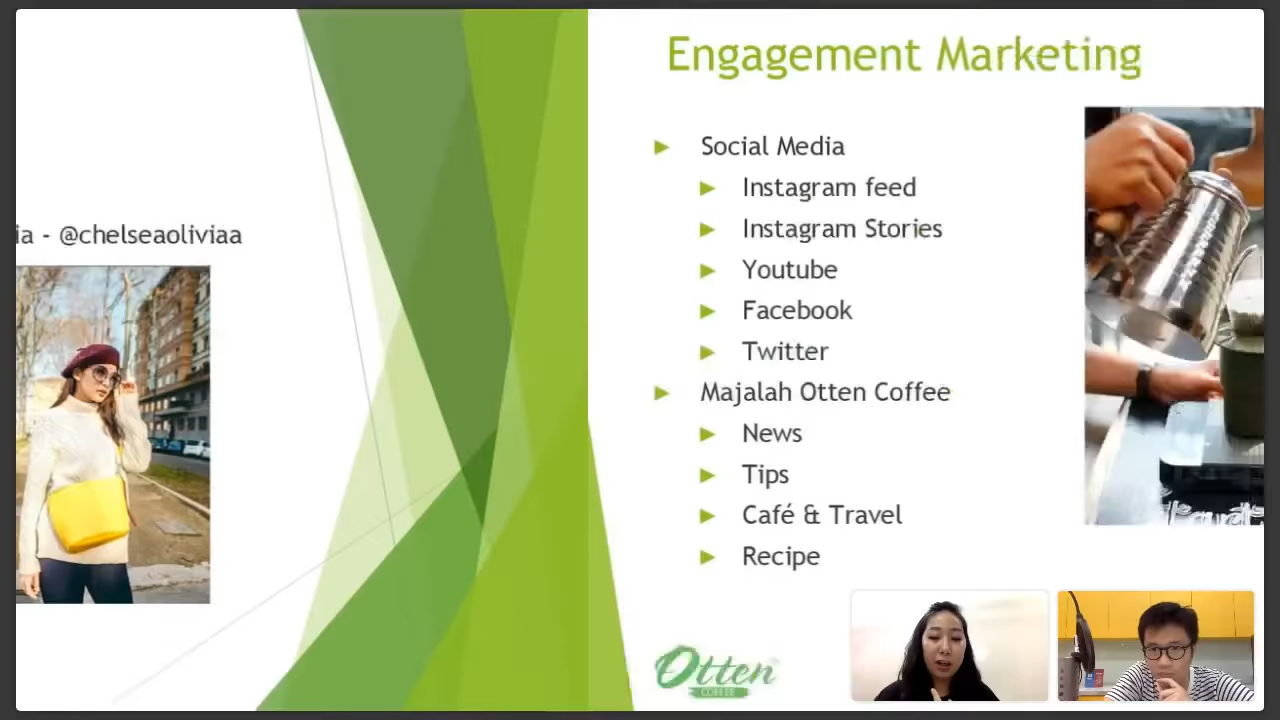 ia - @chelseaoliviaa
Engagement Marketing
Social Media
Instagram feed
Instagram Stories
Youtube
Facebook
Twitter
Majalah Otten Coffee
News
Tips
Café & Travel
Recipe
Otten
COFFEE